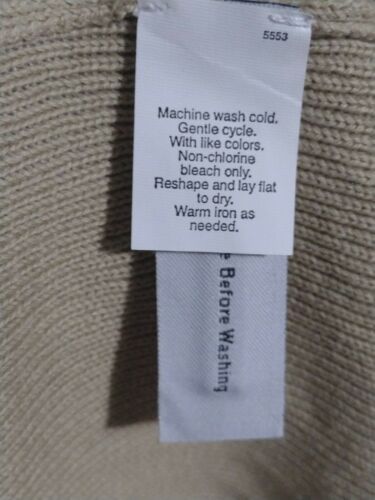 5553
Machine wash cold.
Gentle cycle.
With like colors.
Non-chlorine
bleach only.
Reshape and lay flat
to dry.
Warm iron as
needed.
Before Washing